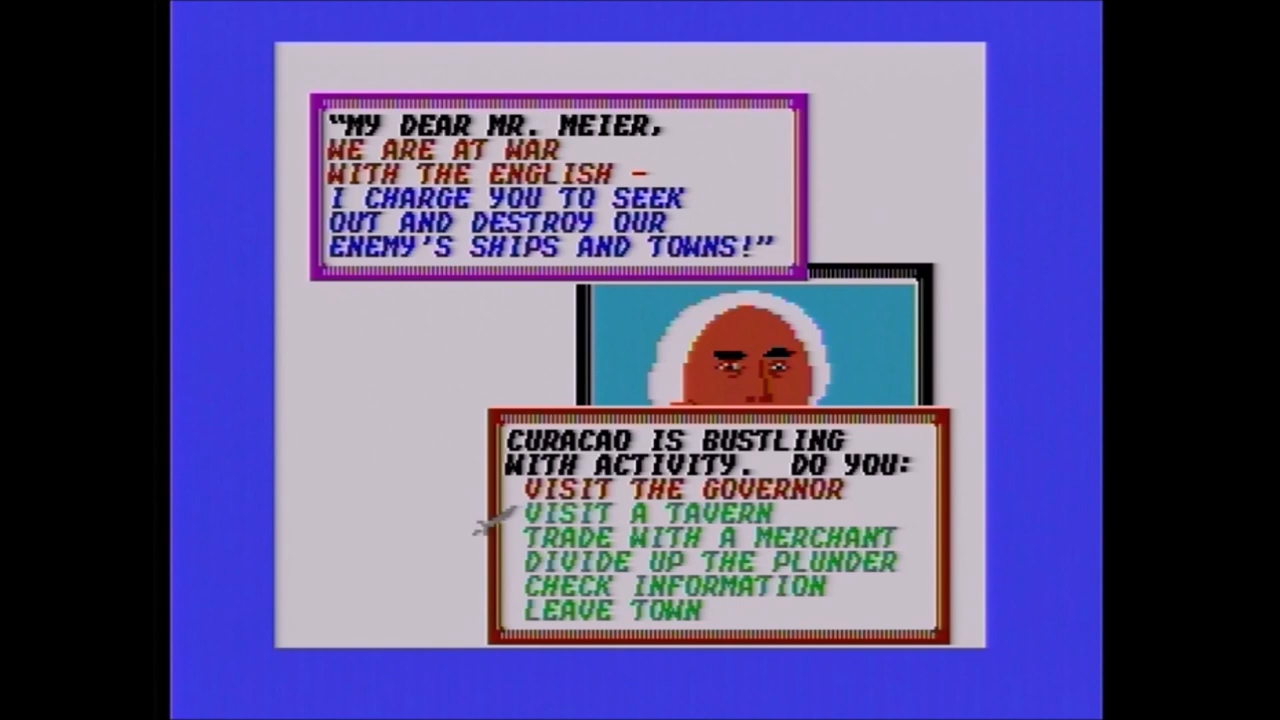 “MY DEAR MR. MEIER,
WE ARE AT WAR
WITH THE ENGLISH -
I CHARGE YOU TO SEEK
OUT AND DESTROY OUR
ENEMY'S SHIPS AND TOWNS!”
CURACAO IS BUSTLING
WITH ACTIVITY. DO YOU:
VISIT THE GOVERNOR
VISIT A TAVERN
TRADE WITH A MERCHANT
DIVIDE UP THE PLUNDER
CHECK INFORMATION
LEAVE TOWN